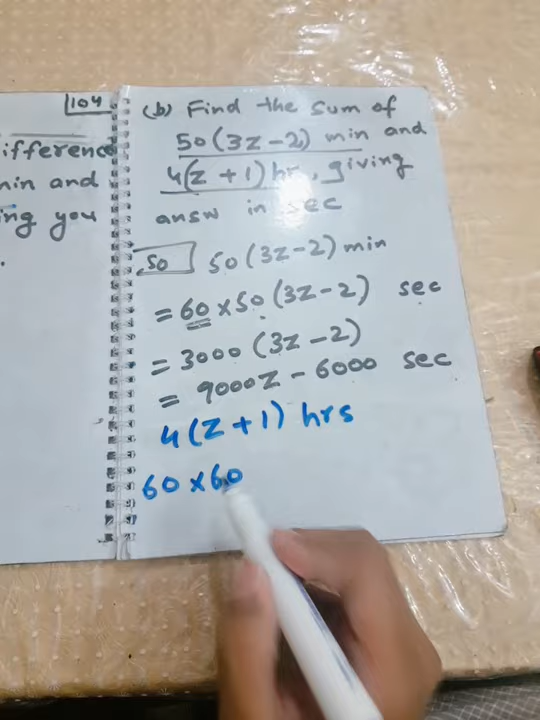 104
ifference
min and
ing you
(b) Find the sum of
50(3z-2) min and
4(z+1) hr, giving
answ in sec
So 50(3z-2) min
= 60 × 50 (3z-2) sec
= 3000 (3z-2)
= 9000z - 6000 sec
4(z+1) hrs
60 × 60